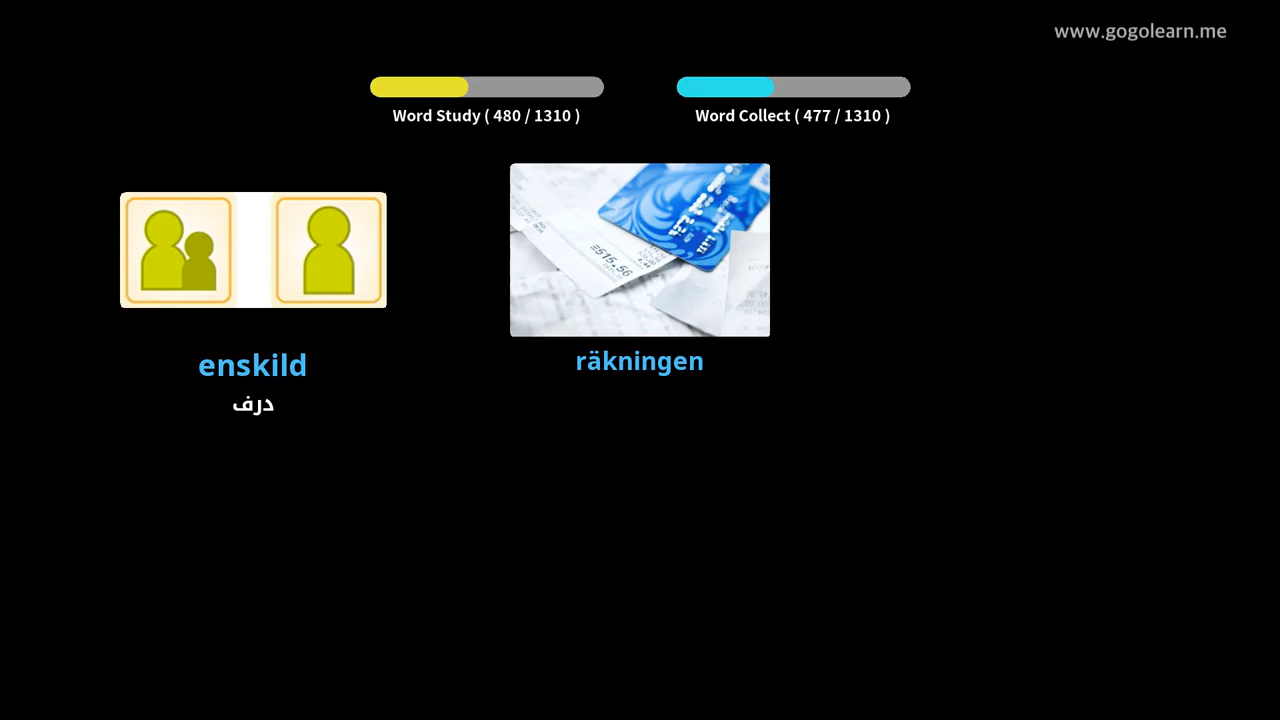 www.gogolearn.me
Word Study ( 480 / 1310 )
Word Collect ( 477 / 1310 )
enskild
درف
räkningen